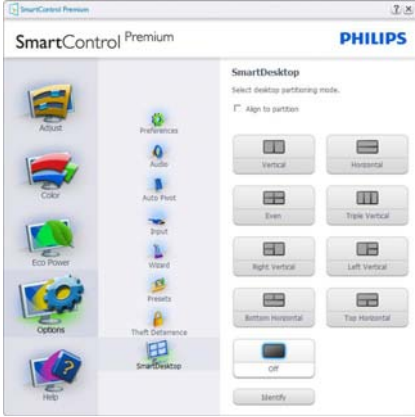 SmartControl Premium
SmartControl Premium
PHILIPS
Adjust
Color
Eco Power
Options
Help
Preferences
Audio
Auto Pivot
Input
Wizard
Presets
Theft Deterrence
SmartDesktop
SmartDesktop
Select desktop partitioning mode.
Align to partition
Vertical
Horizontal
Even
Triple Vertical
Right Vertical
Left Vertical
Bottom Horizontal
Top Horizontal
Off
Identify